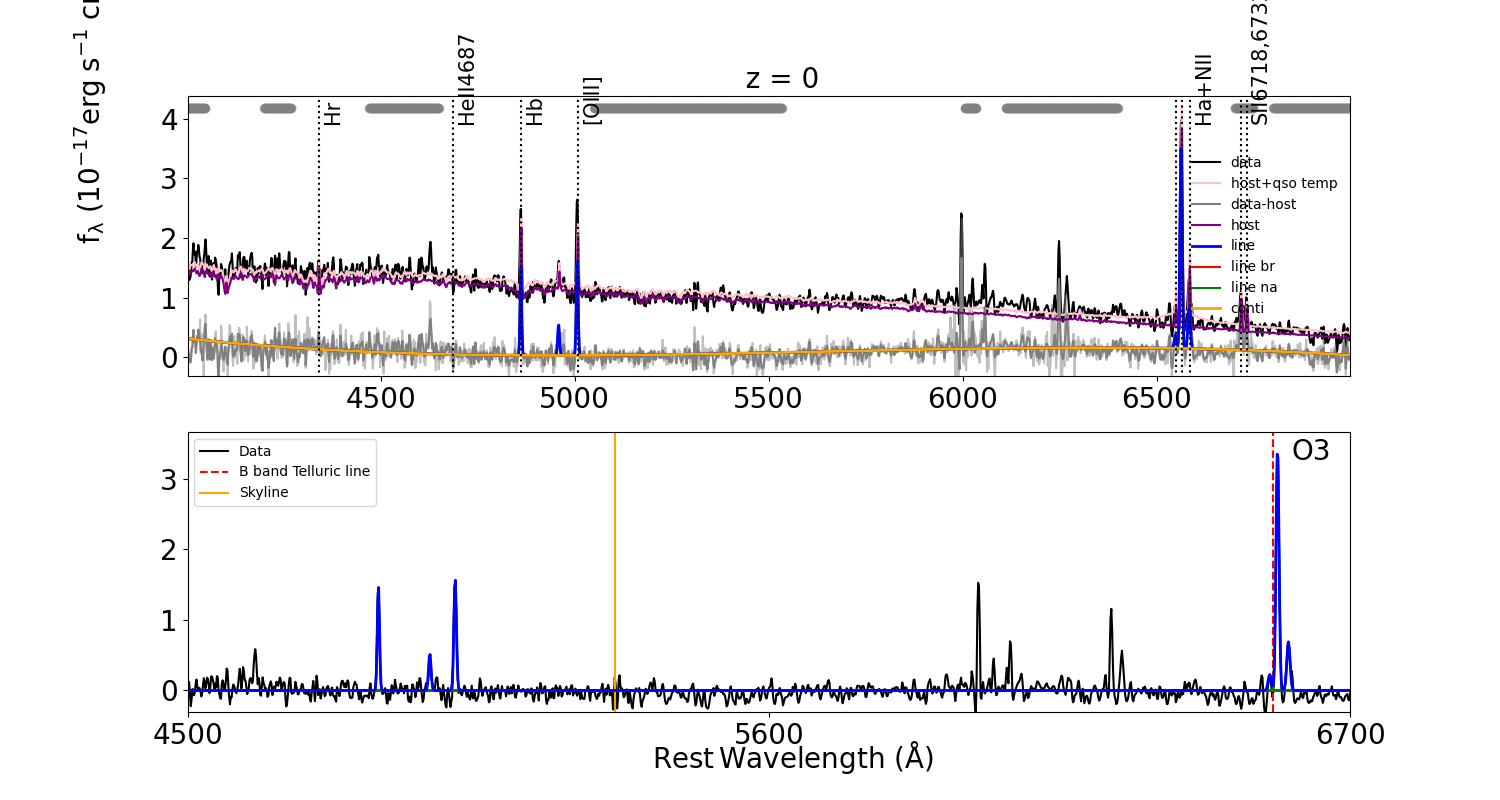 z = 0
f_λ (10^−17 erg s^−1 c
Hr
HeII4687
Hb
[OIII]
Ha+NII
SII6718,673
4
3
2
1
0
data
host+qso temp
data-host
host
line
line br
line na
conti
4500 5000 5500 6000 6500
Data
B band Telluric line
Skyline
O3
3
2
1
0
4500 5600 6700
Rest Wavelength (Å)